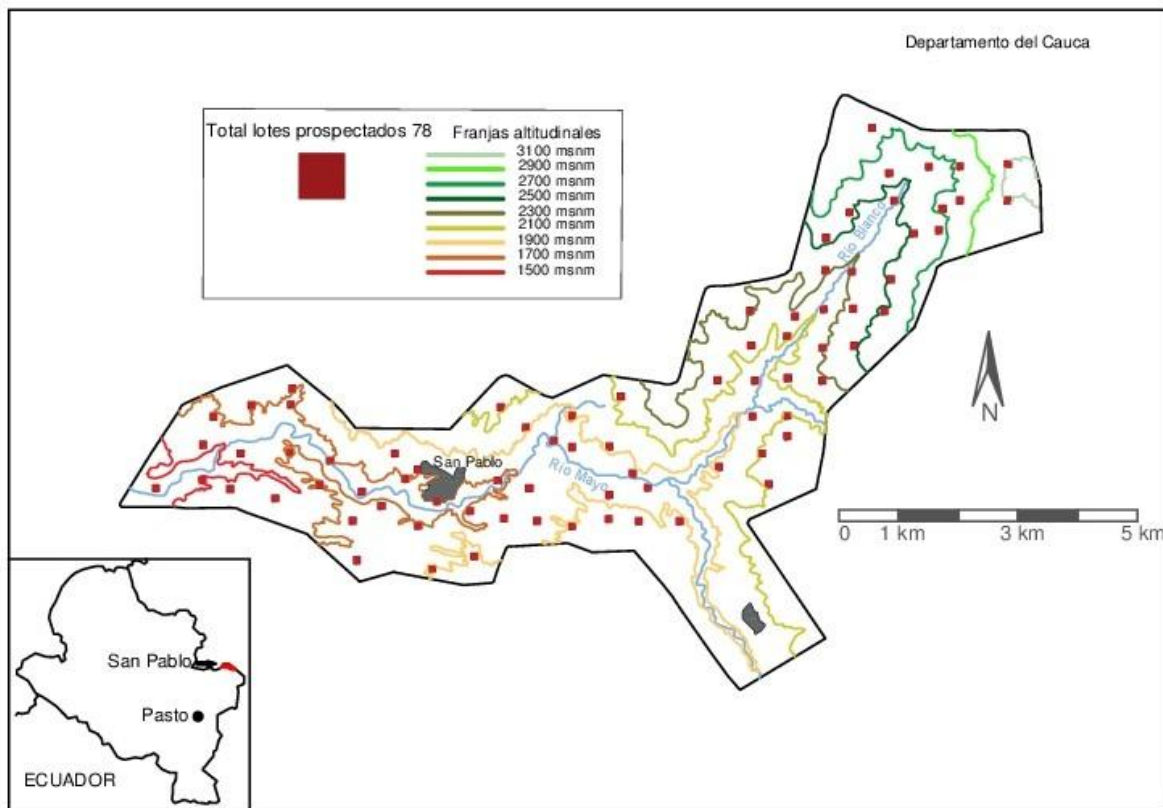 Departamento del Cauca
Total lotes prospectados 78
Franjas altitudinales
3100 msnm
2900 msnm
2700 msnm
2500 msnm
2300 msnm
2100 msnm
1900 msnm
1700 msnm
1500 msnm
Río Blanco
N
San Pablo
Río Mayo
0 1 km 3 km 5 km
San Pablo
Pasto
ECUADOR